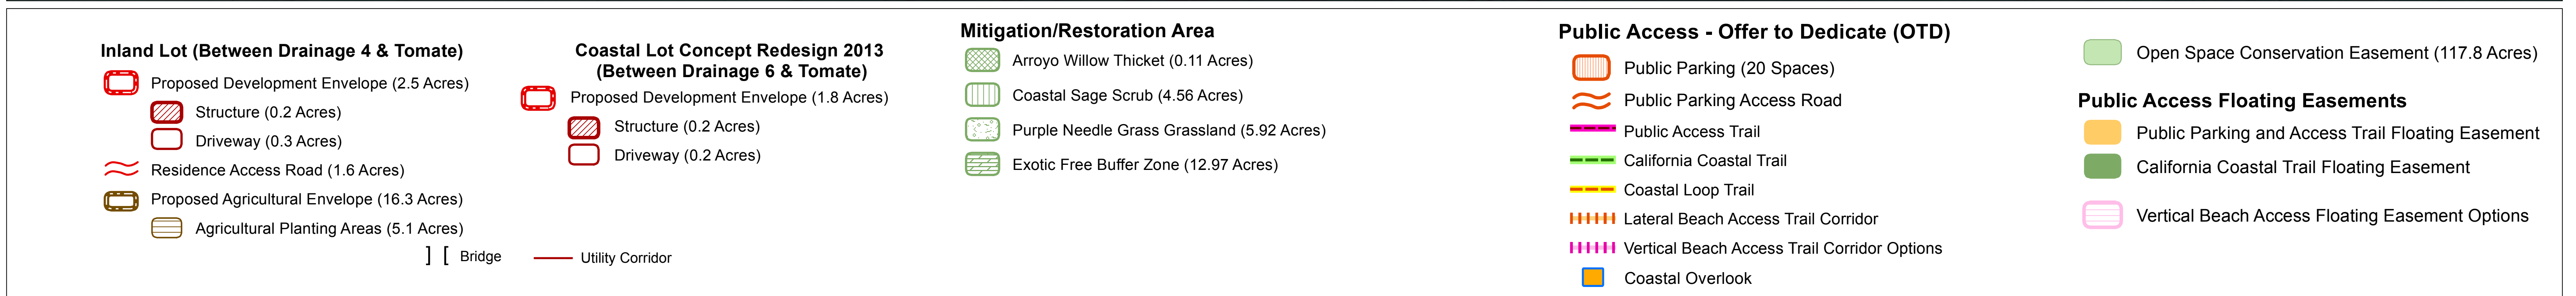 Inland Lot (Between Drainage 4 & Tomate)
Proposed Development Envelope (2.5 Acres)
Structure (0.2 Acres)
Driveway (0.3 Acres)
Residence Access Road (1.6 Acres)
Proposed Agricultural Envelope (16.3 Acres)
Agricultural Planting Areas (5.1 Acres)
Coastal Lot Concept Redesign 2013
(Between Drainage 6 & Tomate)
Proposed Development Envelope (1.8 Acres)
Structure (0.2 Acres)
Driveway (0.2 Acres)
] [ Bridge
Utility Corridor
Mitigation/Restoration Area
Arroyo Willow Thicket (0.11 Acres)
Coastal Sage Scrub (4.56 Acres)
Purple Needle Grass Grassland (5.92 Acres)
Exotic Free Buffer Zone (12.97 Acres)
Public Access - Offer to Dedicate (OTD)
Public Parking (20 Spaces)
Public Parking Access Road
Public Access Trail
California Coastal Trail
Coastal Loop Trail
Lateral Beach Access Trail Corridor
Vertical Beach Access Trail Corridor Options
Coastal Overlook
Open Space Conservation Easement (117.8 Acres)
Public Access Floating Easements
Public Parking and Access Trail Floating Easement
California Coastal Trail Floating Easement
Vertical Beach Access Floating Easement Options